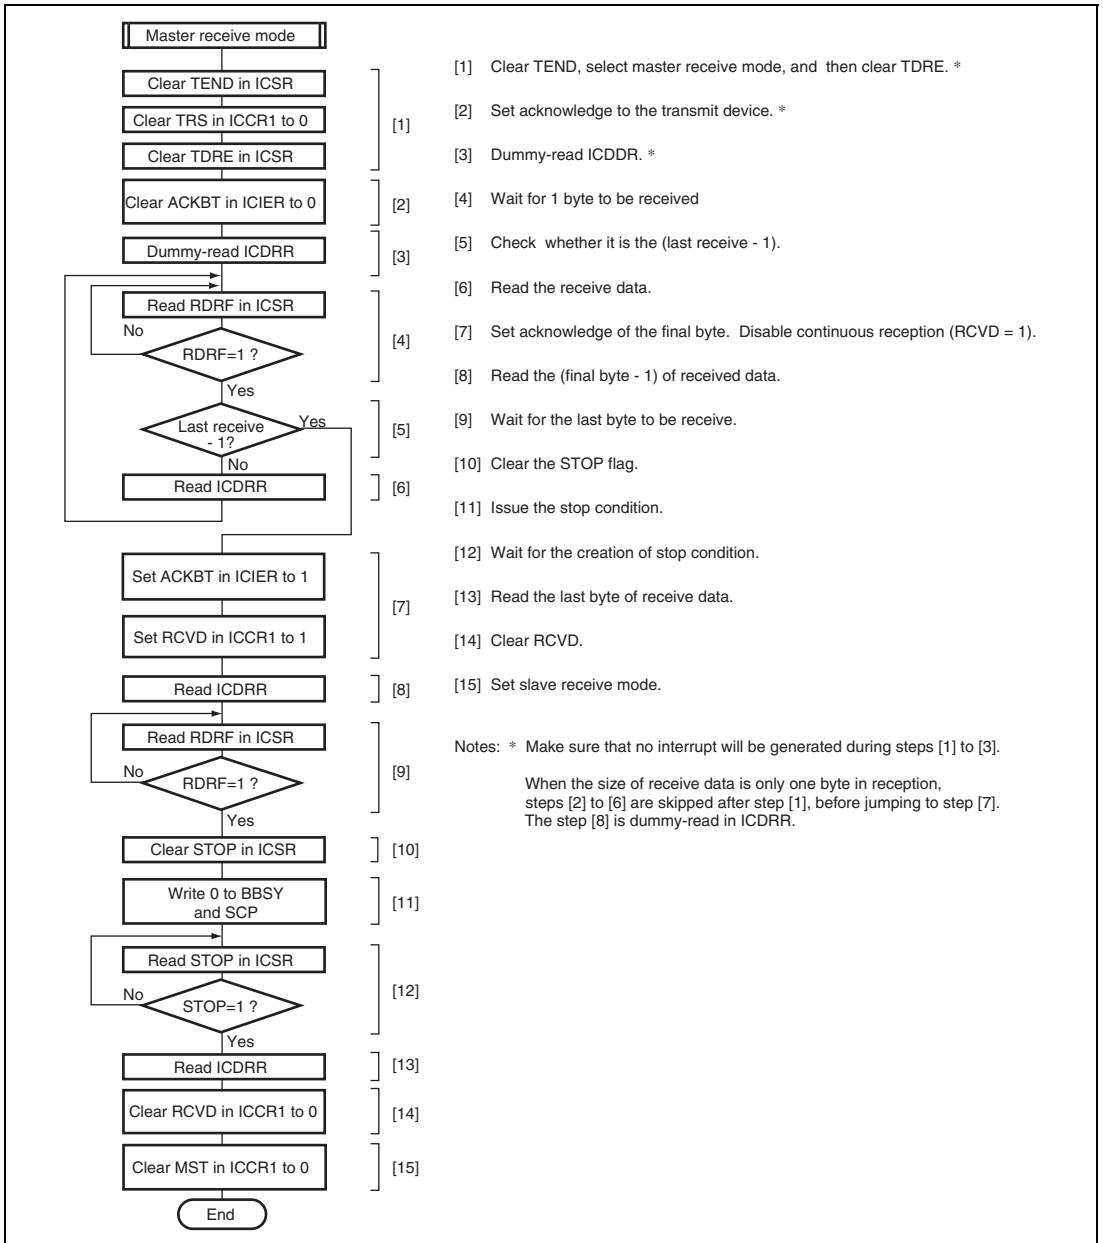 Master receive mode
Clear TEND in ICSR
Clear TRS in ICCR1 to 0
Clear TDRE in ICSR
[1]
Clear ACKBT in ICIER to 0
[2]
Dummy-read ICDRR
[3]
Read RDRF in ICSR
No
RDRF=1 ?
[4]
Yes
Last receive
- 1?
Yes
[5]
No
Read ICDRR
[6]
Set ACKBT in ICIER to 1
[7]
Set RCVD in ICCR1 to 1
Read ICDRR
[8]
Read RDRF in ICSR
No
RDRF=1 ?
[9]
Yes
Clear STOP in ICSR
[10]
Write 0 to BBSY
and SCP
[11]
Read STOP in ICSR
No
STOP=1 ?
[12]
Yes
Read ICDRR
[13]
Clear RCVD in ICCR1 to 0
[14]
Clear MST in ICCR1 to 0
[15]
End
[1] Clear TEND, select master receive mode, and then clear TDRE. *
[2] Set acknowledge to the transmit device. *
[3] Dummy-read ICDDR. *
[4] Wait for 1 byte to be received
[5] Check whether it is the (last receive - 1).
[6] Read the receive data.
[7] Set acknowledge of the final byte. Disable continuous reception (RCVD = 1).
[8] Read the (final byte - 1) of received data.
[9] Wait for the last byte to be receive.
[10] Clear the STOP flag.
[11] Issue the stop condition.
[12] Wait for the creation of stop condition.
[13] Read the last byte of receive data.
[14] Clear RCVD.
[15] Set slave receive mode.
Notes: * Make sure that no interrupt will be generated during steps [1] to [3].
When the size of receive data is only one byte in reception,
steps [2] to [6] are skipped after step [1], before jumping to step [7].
The step [8] is dummy-read in ICDRR.